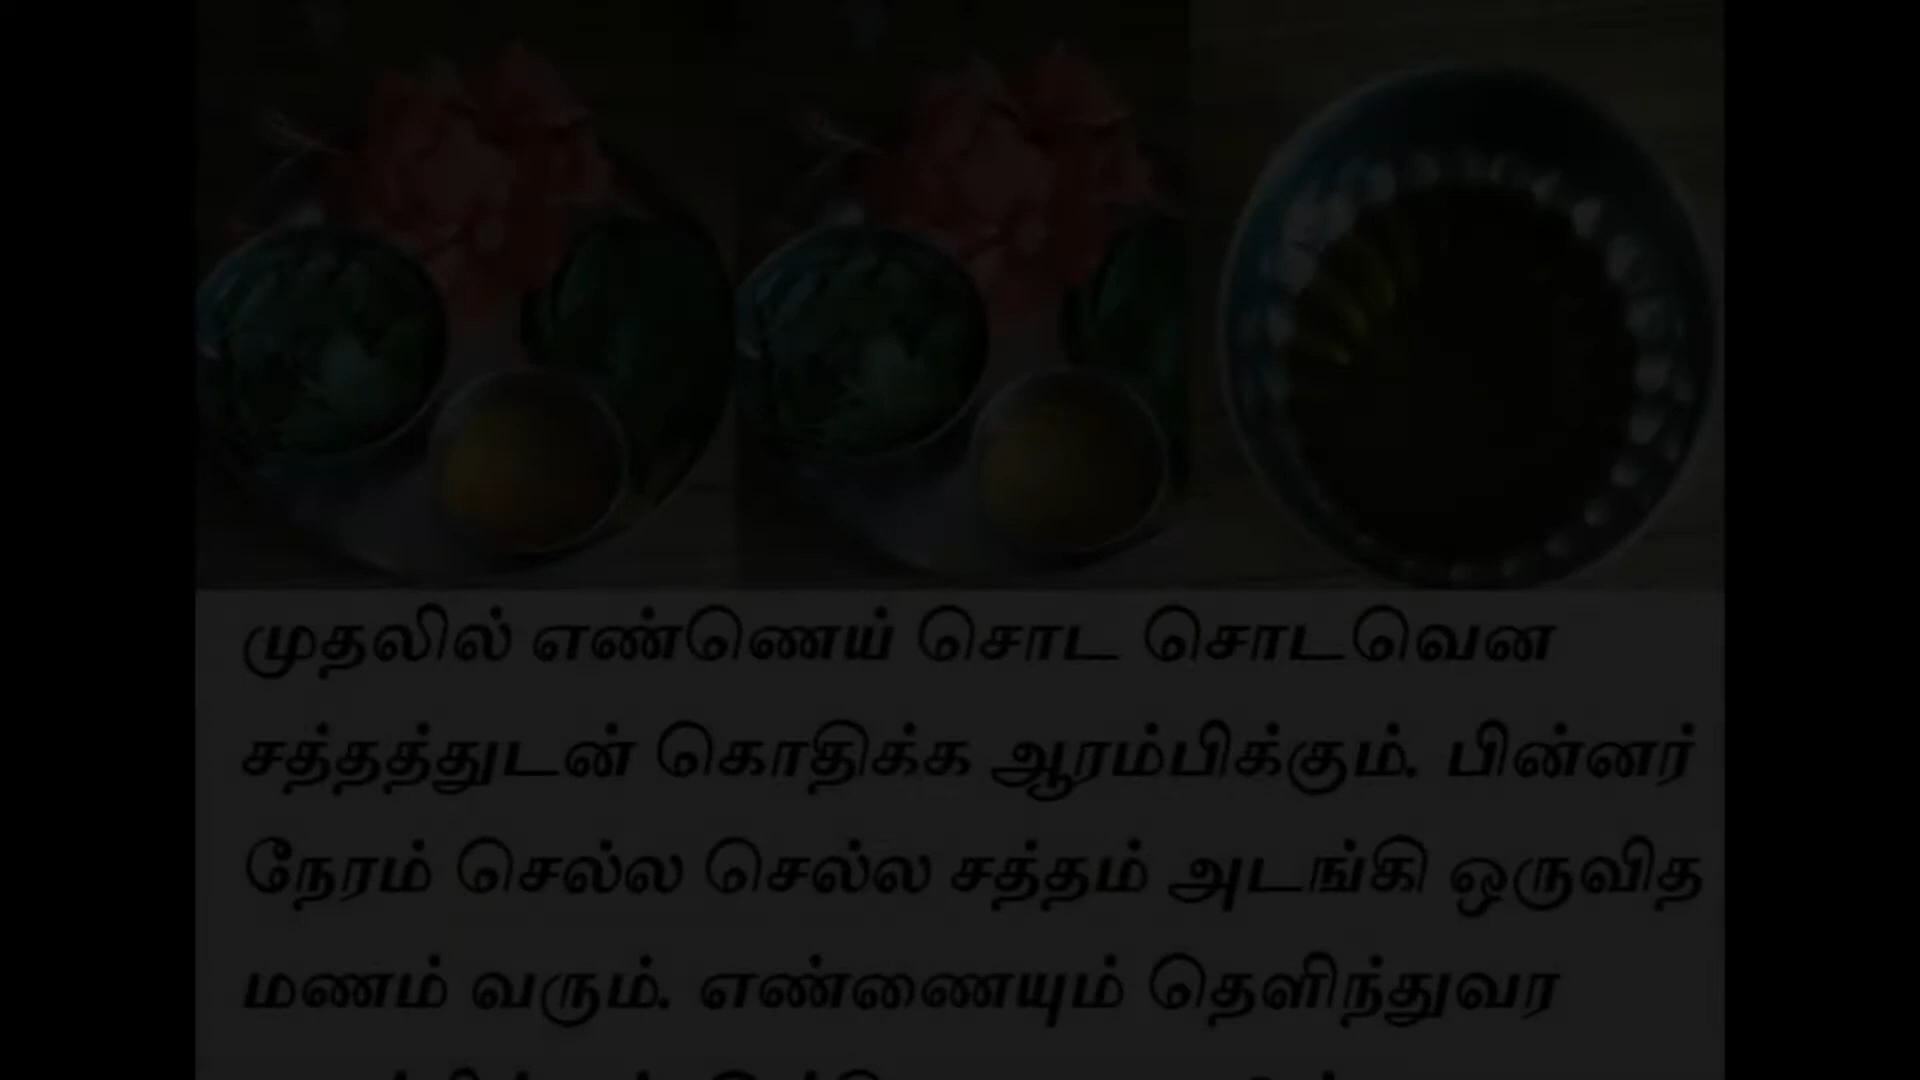 முதலில் எண்ணெய் சொட சொடவென
சத்தத்துடன் கொதிக்க ஆரம்பிக்கும். பின்னர்
நேரம் செல்ல செல்ல சத்தம் அடங்கி ஒருவித
மணம் வரும். எண்ணையும் தெளிந்துவர